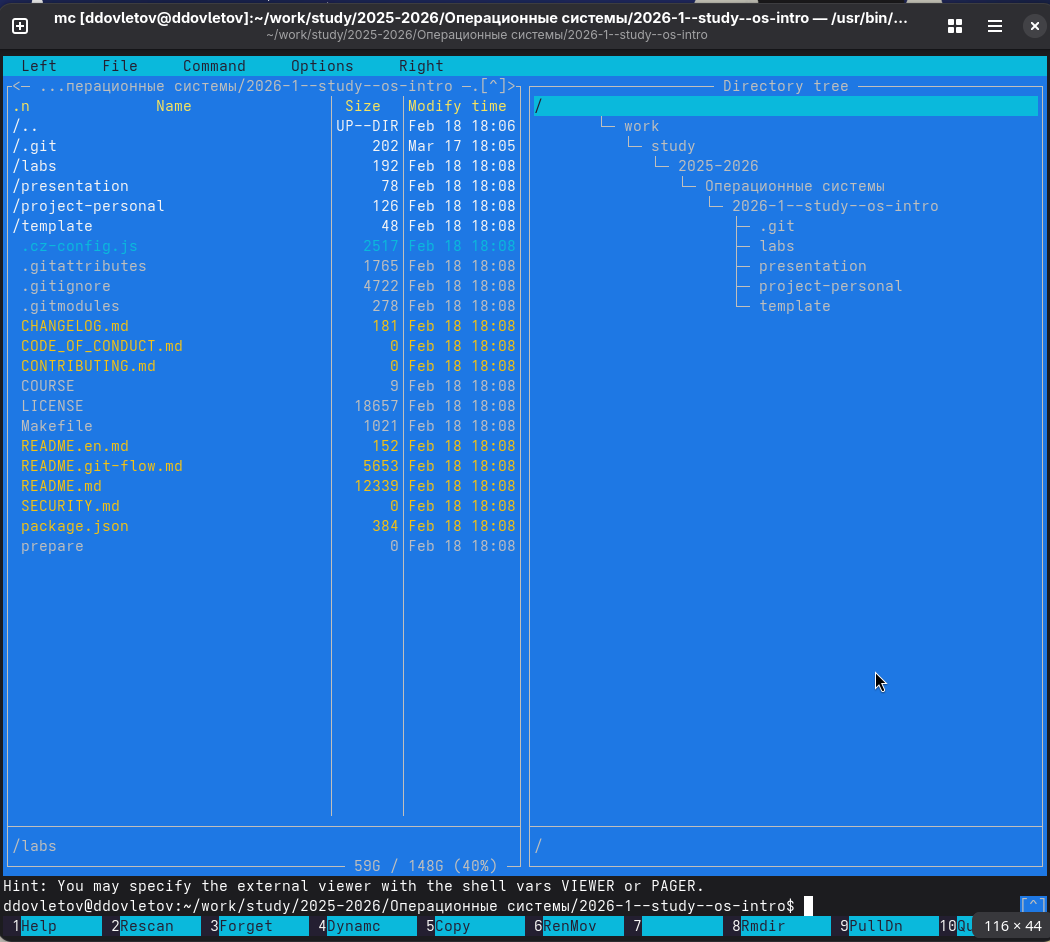 mc [ddovletov@ddovletov]:~/work/study/2025-2026/Операционные системы/2026-1--study--os-intro — /usr/bin/…
~/work/study/2025-2026/Операционные системы/2026-1--study--os-intro
Left File Command Options Right
<— ...перационные системы/2026-1--study--os-intro —.[^]>
.n Name Size Modify time
/.. UP--DIR Feb 18 18:06
/.git 202 Mar 17 18:05
/labs 192 Feb 18 18:08
/presentation 78 Feb 18 18:08
/project-personal 126 Feb 18 18:08
/template 48 Feb 18 18:08
.cz-config.js 2517 Feb 18 18:08
.gitattributes 1765 Feb 18 18:08
.gitignore 4722 Feb 18 18:08
.gitmodules 278 Feb 18 18:08
CHANGELOG.md 181 Feb 18 18:08
CODE_OF_CONDUCT.md 0 Feb 18 18:08
CONTRIBUTING.md 0 Feb 18 18:08
COURSE 9 Feb 18 18:08
LICENSE 18657 Feb 18 18:08
Makefile 1021 Feb 18 18:08
README.en.md 152 Feb 18 18:08
README.git-flow.md 5653 Feb 18 18:08
README.md 12339 Feb 18 18:08
SECURITY.md 0 Feb 18 18:08
package.json 384 Feb 18 18:08
prepare 0 Feb 18 18:08
/labs
59G / 148G (40%)
Directory tree
/
work
study
2025-2026
Операционные системы
2026-1--study--os-intro
.git
labs
presentation
project-personal
template
/
Hint: You may specify the external viewer with the shell vars VIEWER or PAGER.
ddovletov@ddovletov:~/work/study/2025-2026/Операционные системы/2026-1--study--os-intro$ [^]
1Help 2Rescan 3Forget 4Dynamc 5Copy 6RenMov 7 8Rmdir 9PullDn 10Qu
116 × 44